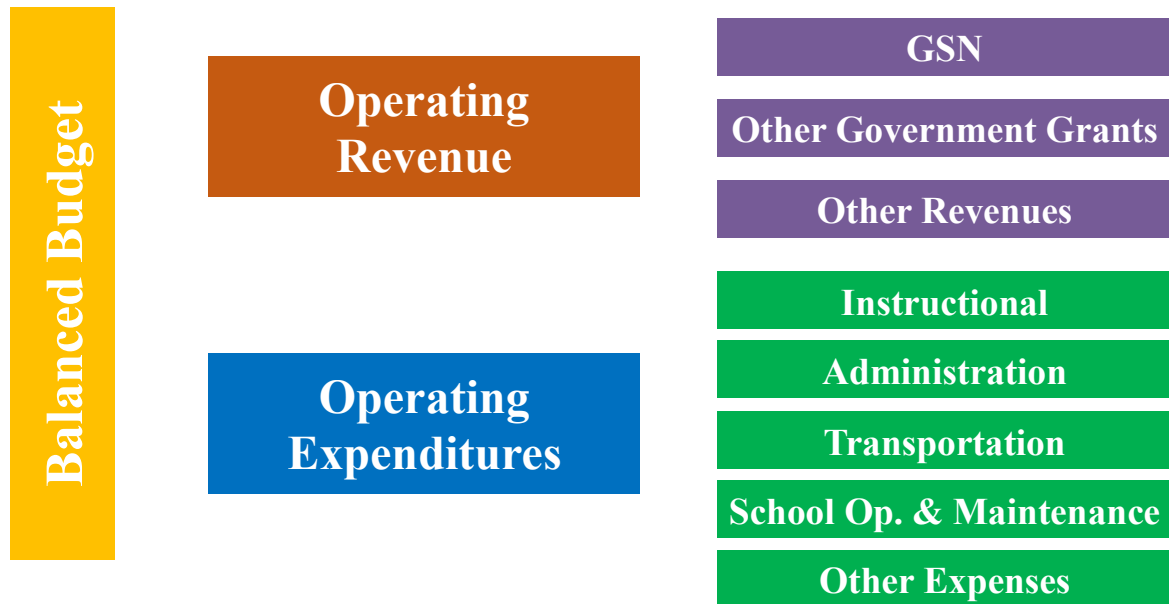 Balanced Budget
Operating
Revenue
GSN
Other Government Grants
Other Revenues
Operating
Expenditures
Instructional
Administration
Transportation
School Op. & Maintenance
Other Expenses